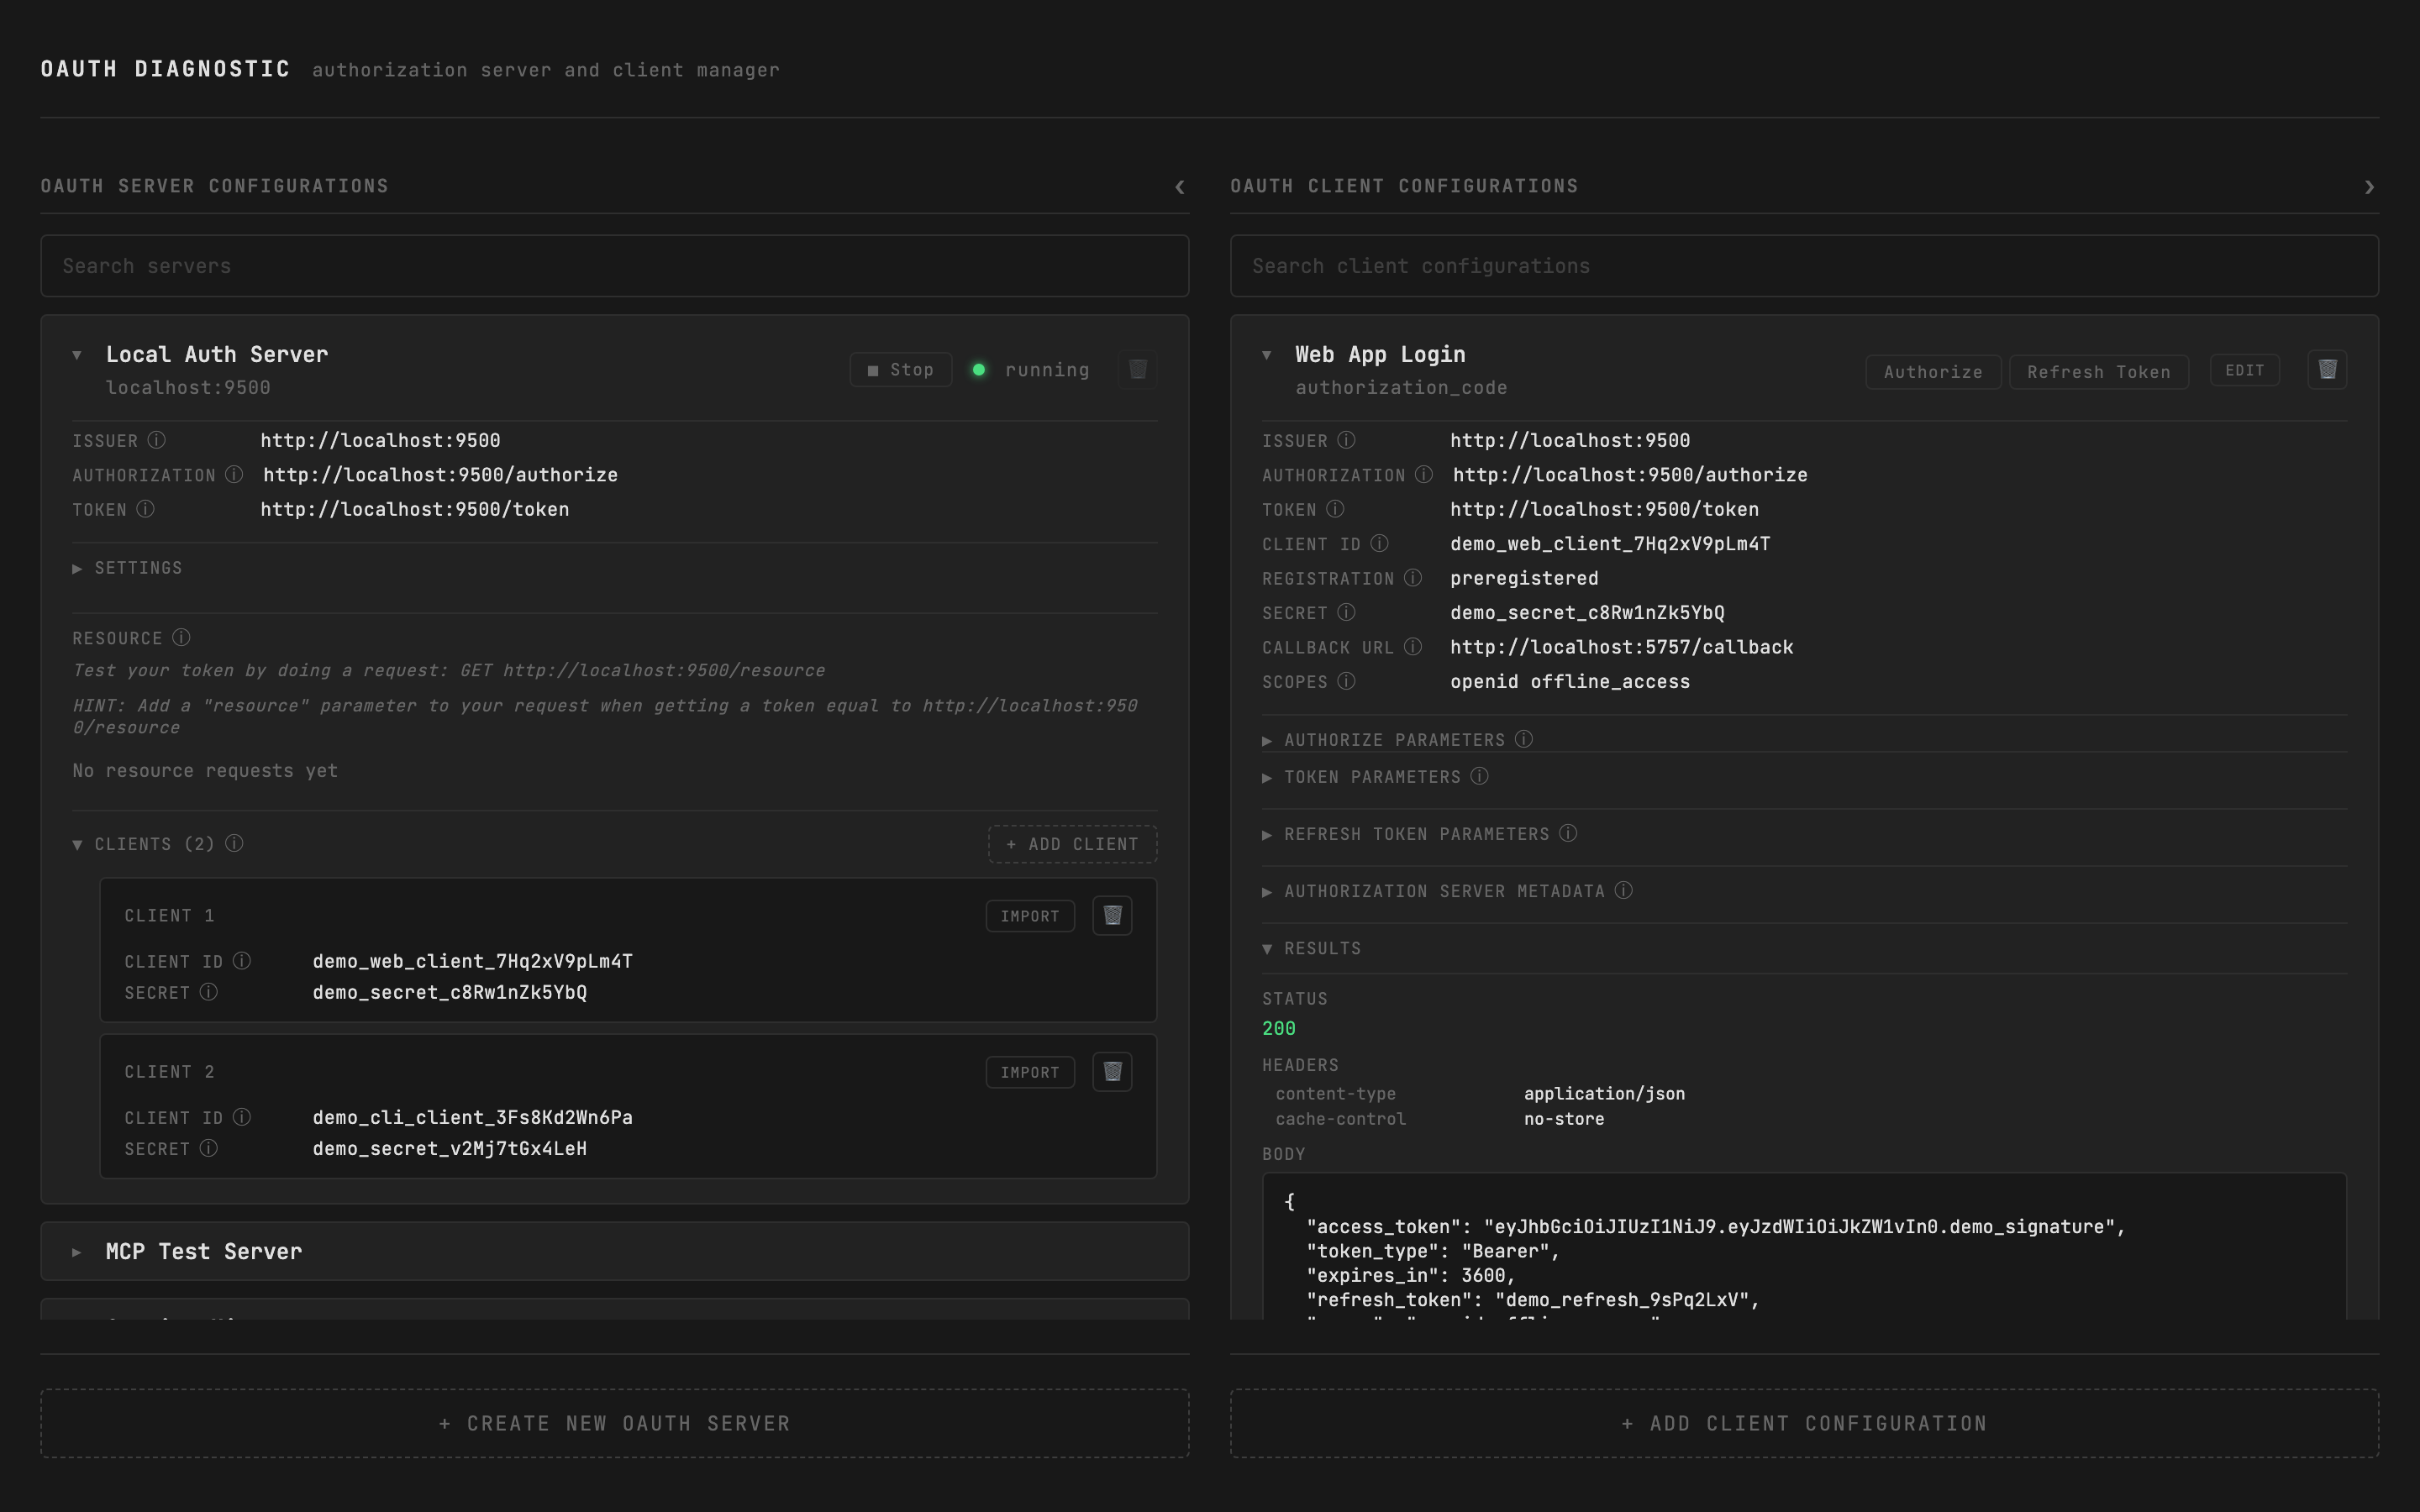 OAUTH DIAGNOSTIC authorization server and client manager
OAUTH SERVER CONFIGURATIONS
Search servers
Local Auth Server
localhost:9500
Stop
running
ISSUER http://localhost:9500
AUTHORIZATION http://localhost:9500/authorize
TOKEN http://localhost:9500/token
SETTINGS
RESOURCE
Test your token by doing a request: GET http://localhost:9500/resource
HINT: Add a "resource" parameter to your request when getting a token equal to http://localhost:950
0/resource
No resource requests yet
CLIENTS (2)
+ ADD CLIENT
CLIENT 1
IMPORT
CLIENT ID demo_web_client_7Hq2xV9pLm4T
SECRET demo_secret_c8Rw1nZk5YbQ
CLIENT 2
IMPORT
CLIENT ID demo_cli_client_3Fs8Kd2Wn6Pa
SECRET demo_secret_v2Mj7tGx4LeH
MCP Test Server
+ CREATE NEW OAUTH SERVER
OAUTH CLIENT CONFIGURATIONS
Search client configurations
Web App Login
authorization_code
Authorize
Refresh Token
EDIT
ISSUER http://localhost:9500
AUTHORIZATION http://localhost:9500/authorize
TOKEN http://localhost:9500/token
CLIENT ID demo_web_client_7Hq2xV9pLm4T
REGISTRATION preregistered
SECRET demo_secret_c8Rw1nZk5YbQ
CALLBACK URL http://localhost:5757/callback
SCOPES openid offline_access
AUTHORIZE PARAMETERS
TOKEN PARAMETERS
REFRESH TOKEN PARAMETERS
AUTHORIZATION SERVER METADATA
RESULTS
STATUS
200
HEADERS
content-type application/json
cache-control no-store
BODY
{
"access_token": "eyJhbGciOiJIUzI1NiJ9.eyJzdWIiOiJkZW1vIn0.demo_signature",
"token_type": "Bearer",
"expires_in": 3600,
"refresh_token": "demo_refresh_9sPq2LxV",
+ ADD CLIENT CONFIGURATION